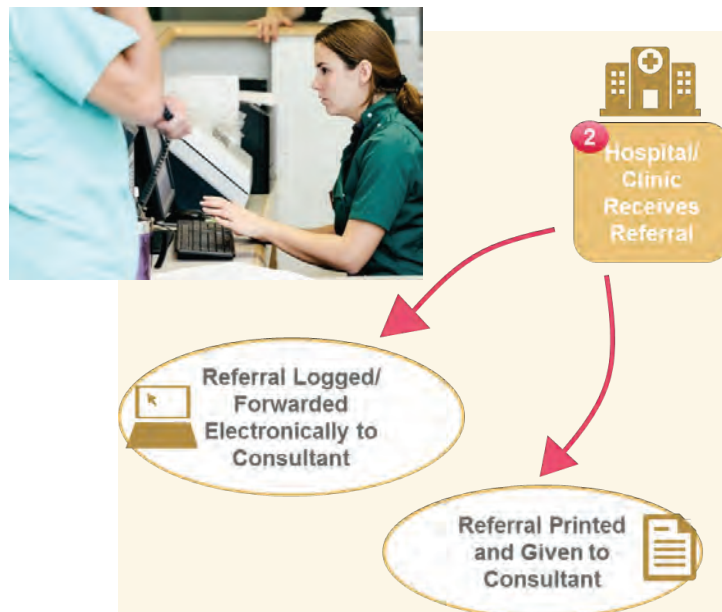 2
Hospital/
Clinic
Receives
Referral
Referral Logged/
Forwarded
Electronically to
Consultant
Referral Printed
and Given to
Consultant